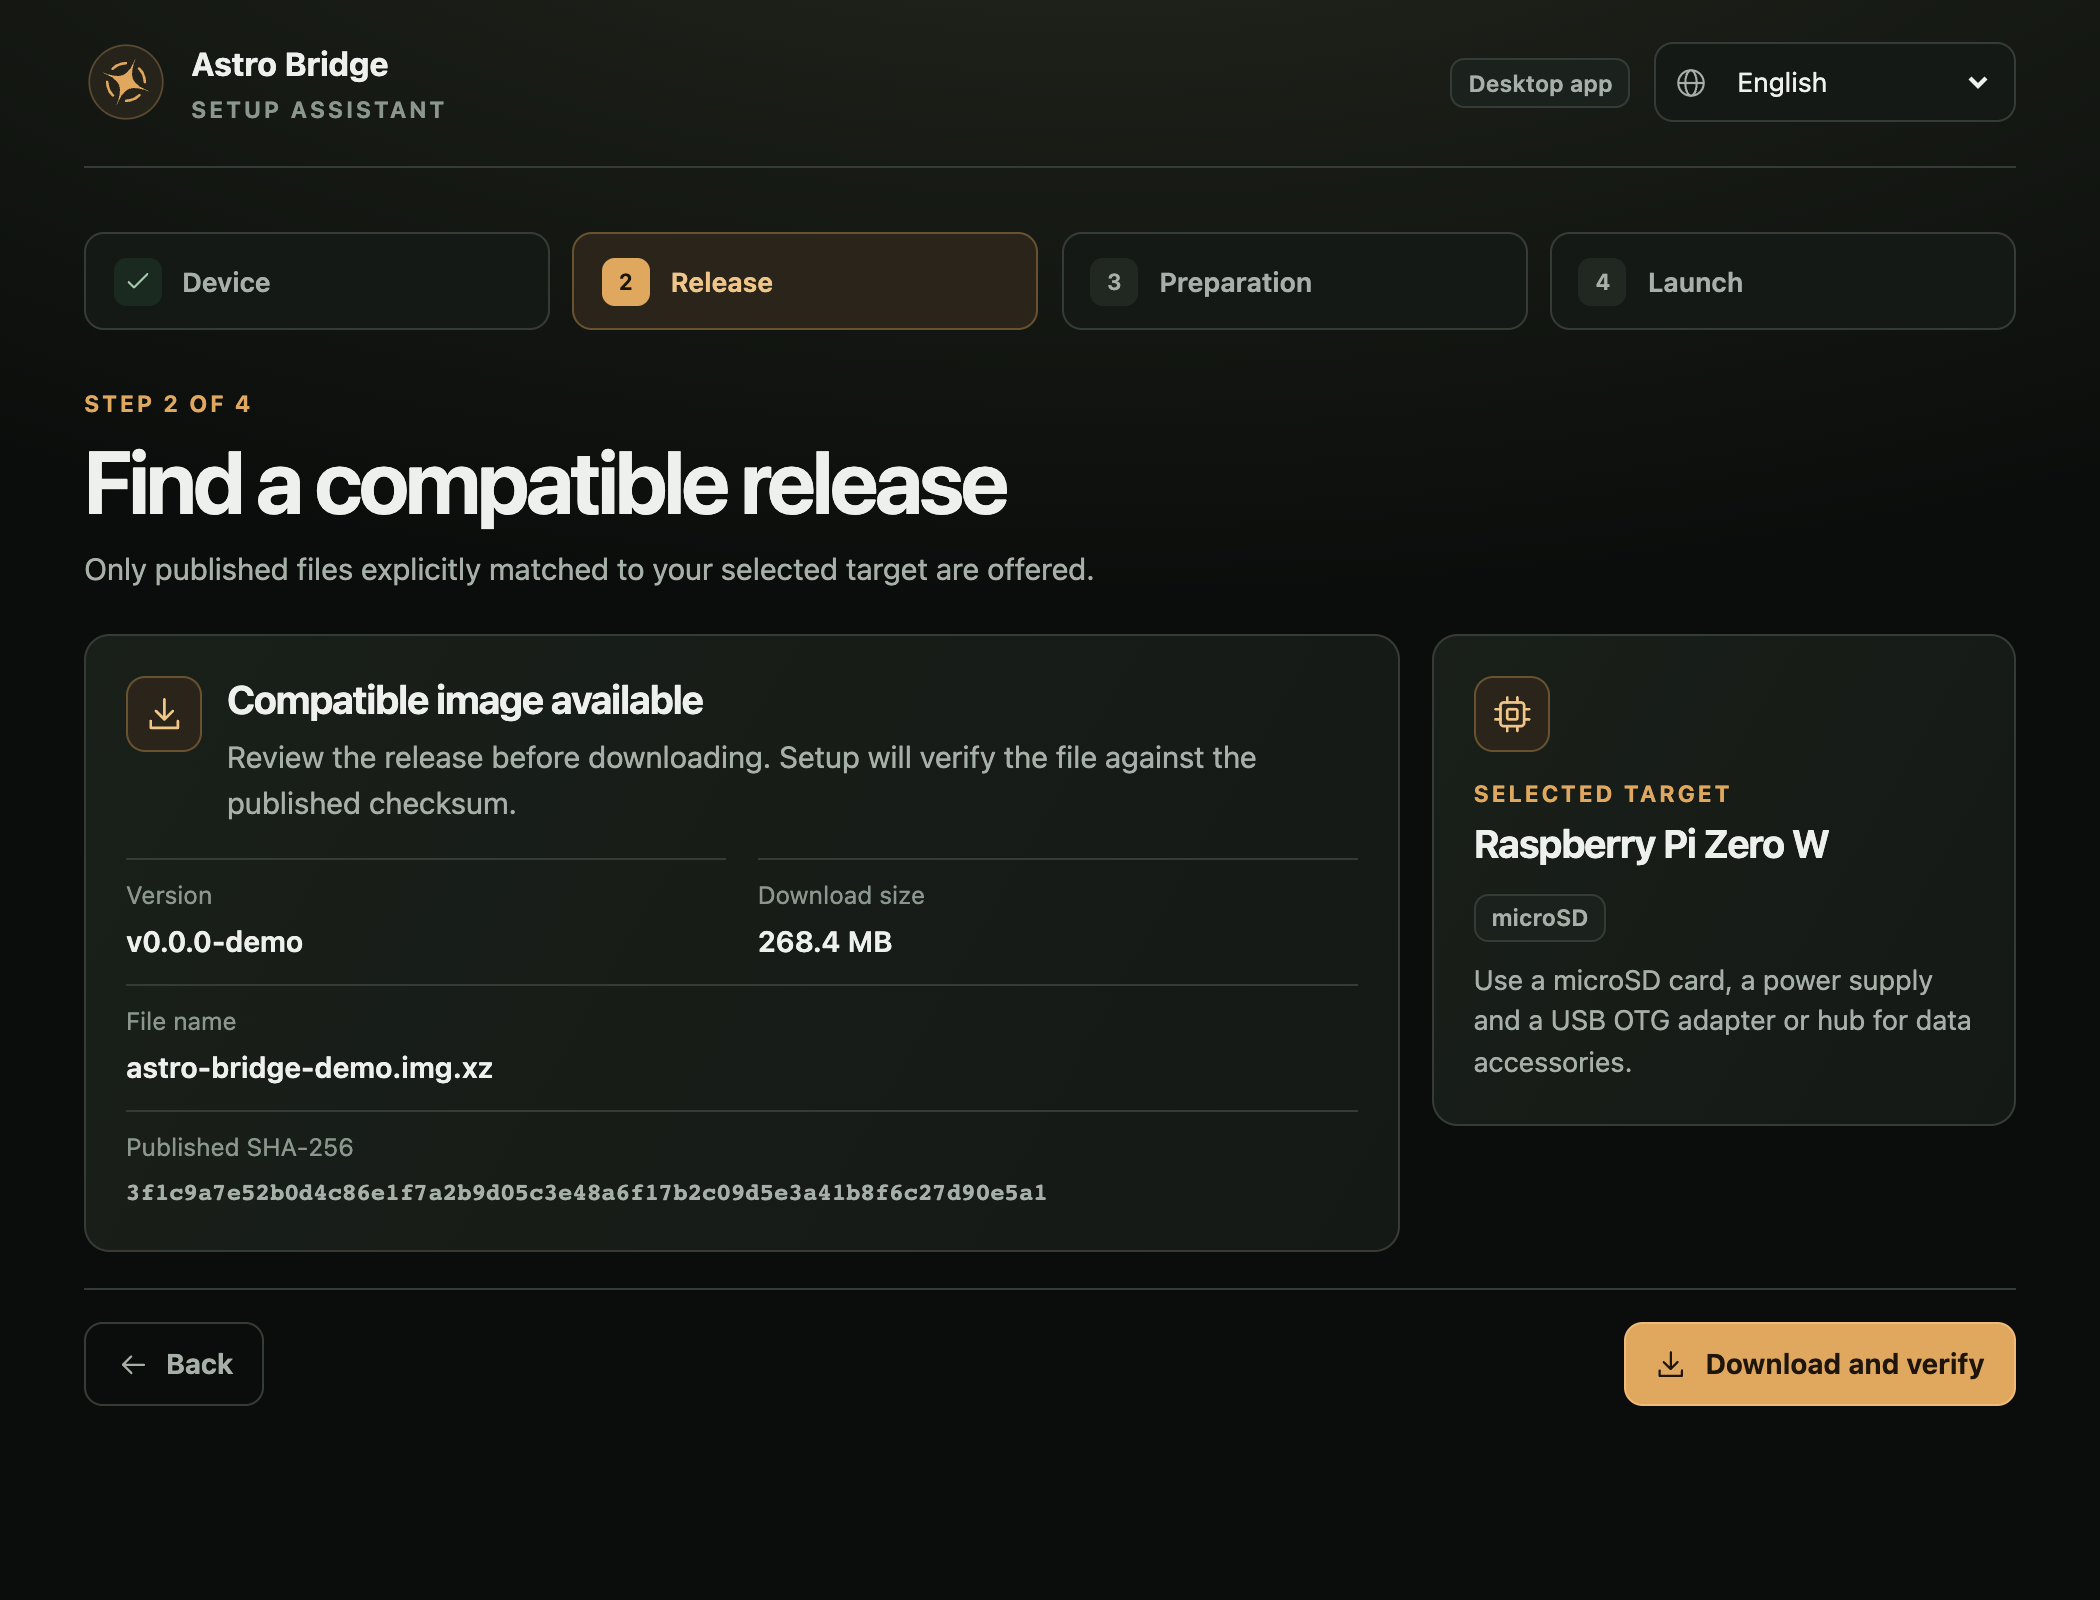 Astro Bridge
SETUP ASSISTANT
Desktop app
English
Device
2 Release
3 Preparation
4 Launch
STEP 2 OF 4
Find a compatible release
Only published files explicitly matched to your selected target are offered.
Compatible image available
Review the release before downloading. Setup will verify the file against the
published checksum.
Version
v0.0.0-demo
Download size
268.4 MB
File name
astro-bridge-demo.img.xz
Published SHA-256
3f1c9a7e52b0d4c86e1f7a2b9d05c3e48a6f17b2c09d5e3a41b8f6c27d90e5a1
SELECTED TARGET
Raspberry Pi Zero W
microSD
Use a microSD card, a power supply
and a USB OTG adapter or hub for data
accessories.
Back
Download and verify